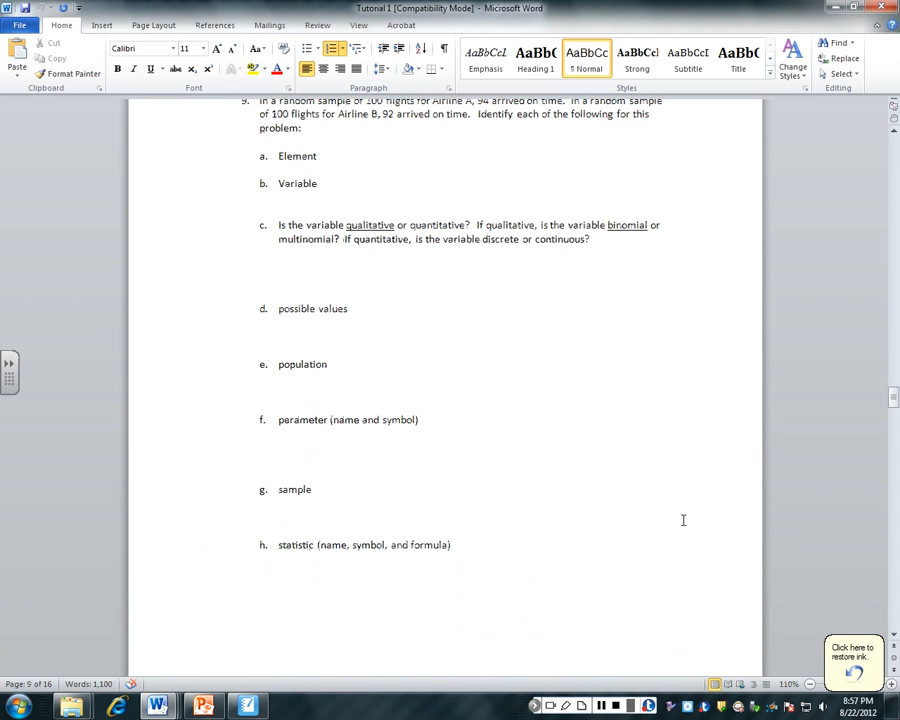 Tutorial 1 [Compatibility Mode] - Microsoft Word
File Home Insert Page Layout References Mailings Review View Acrobat
Paste
Cut
Copy
Format Painter
Calibri 11
AaBbCcI AaBbC AaBbCc AaBbCcI AaBbCcD AaBb(
Emphasis Heading 1 ¶ Normal Strong Subtitle Title
Change Styles
Find
Replace
Select
Clipboard Font Paragraph Styles Editing
9. In a random sample of 100 flights for Airline A, 94 arrived on time. In a random sample
of 100 flights for Airline B, 92 arrived on time. Identify each of the following for this
problem:
a. Element
b. Variable
c. Is the variable qualitative or quantitative? If qualitative, is the variable binomial or
multinomial? If quantitative, is the variable discrete or continuous?
d. possible values
e. population
f. parameter (name and symbol)
g. sample
h. statistic (name, symbol, and formula)
Click here to
restore ink.
Page: 9 of 16 Words: 1,100 110%
8:57 PM
8/22/2012